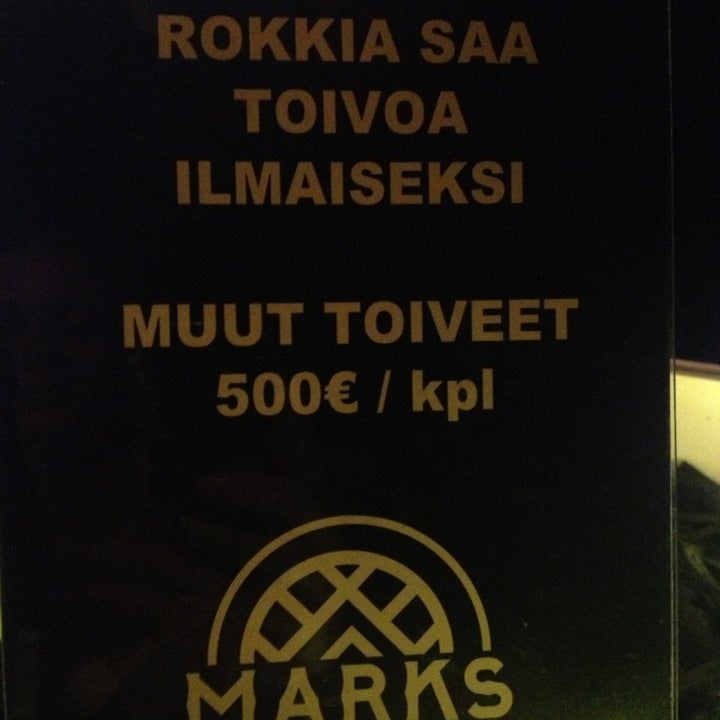 ROKKIA SAA
TOIVOA
ILMAISEKSI
MUUT TOIVEET
500€ / kpl
MARKS